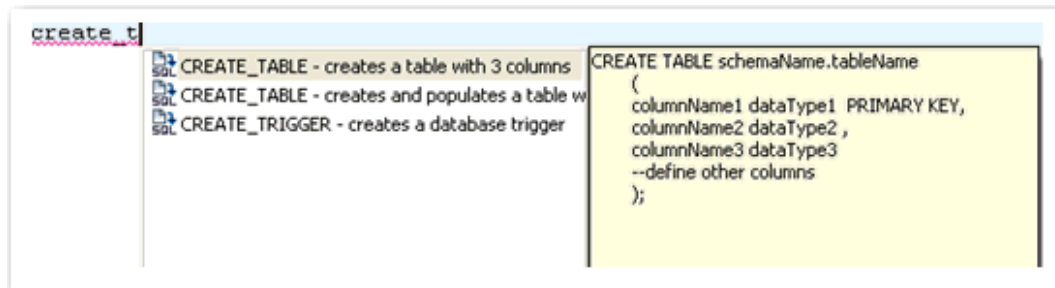 create_t
CREATE_TABLE - creates a table with 3 columns
CREATE_TABLE - creates and populates a table w
CREATE_TRIGGER - creates a database trigger
CREATE TABLE schemaName.tableName
(
columnName1 dataType1 PRIMARY KEY,
columnName2 dataType2 ,
columnName3 dataType3
--define other columns
);